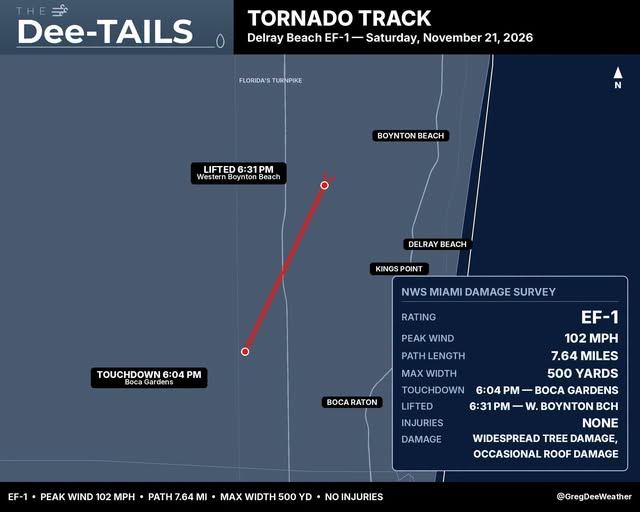 THE
Dee-TAILS
TORNADO TRACK
Delray Beach EF-1 — Saturday, November 21, 2026
FLORIDA'S TURNPIKE
N
BOYNTON BEACH
LIFTED 6:31 PM
Western Boynton Beach
DELRAY BEACH
KINGS POINT
TOUCHDOWN 6:04 PM
Boca Gardens
BOCA RATON
NWS MIAMI DAMAGE SURVEY
RATING EF-1
PEAK WIND 102 MPH
PATH LENGTH 7.64 MILES
MAX WIDTH 500 YARDS
TOUCHDOWN 6:04 PM — BOCA GARDENS
LIFTED 6:31 PM — W. BOYNTON BCH
INJURIES NONE
DAMAGE WIDESPREAD TREE DAMAGE,
OCCASIONAL ROOF DAMAGE
EF-1 • PEAK WIND 102 MPH • PATH 7.64 MI • MAX WIDTH 500 YD • NO INJURIES
@GregDeeWeather